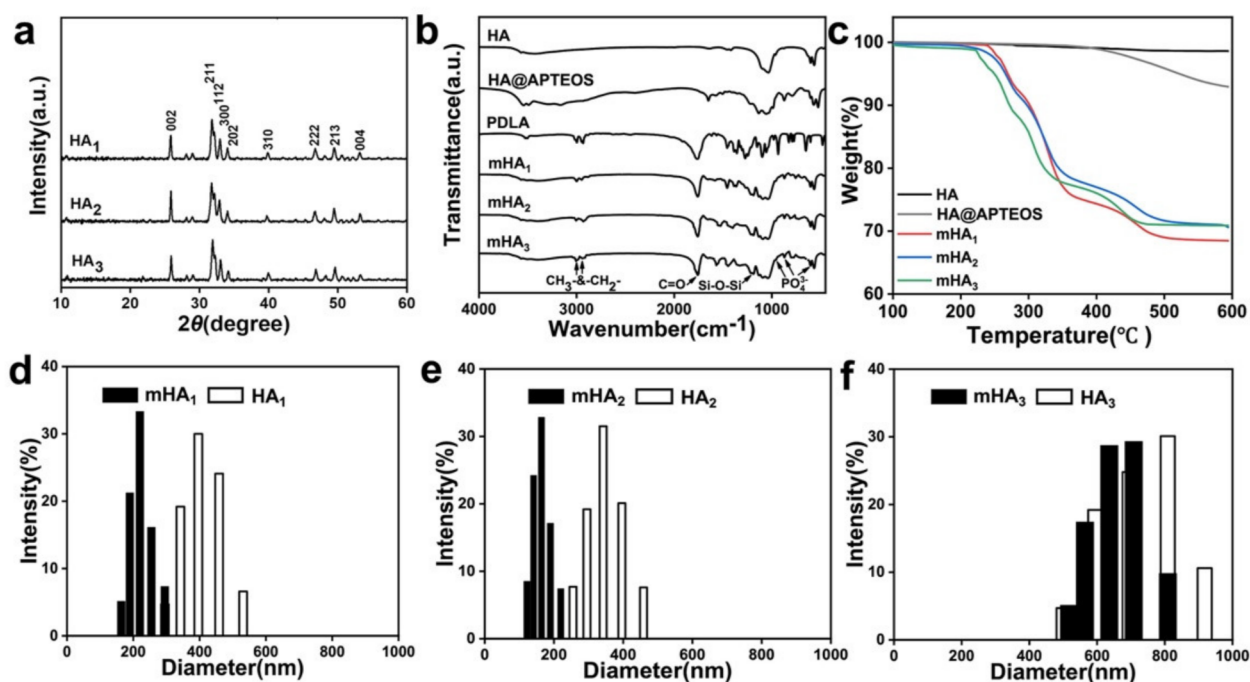 a
Intensity(a.u.)
HA1
HA2
HA3
002
211
112
300
202
310
222
213
004
10 20 30 40 50 60
2θ(degree)
b
Transmittance(a.u.)
HA
HA@APTEOS
PDLA
mHA1
mHA2
mHA3
CH3-&-CH2-
C=O
Si-O-Si
PO4^3-
4000 3000 2000 1000
Wavenumber(cm-1)
c
Weight(%)
100
90
80
70
60
HA
HA@APTEOS
mHA1
mHA2
mHA3
100 200 300 400 500 600
Temperature(℃)
d
Intensity(%)
40
30
20
10
0
mHA1 HA1
0 200 400 600 800 1000
Diameter(nm)
e
Intensity(%)
40
30
20
10
0
mHA2 HA2
0 200 400 600 800 1000
Diameter(nm)
f
Intensity(%)
40
30
20
10
0
mHA3 HA3
0 200 400 600 800 1000
Diameter(nm)